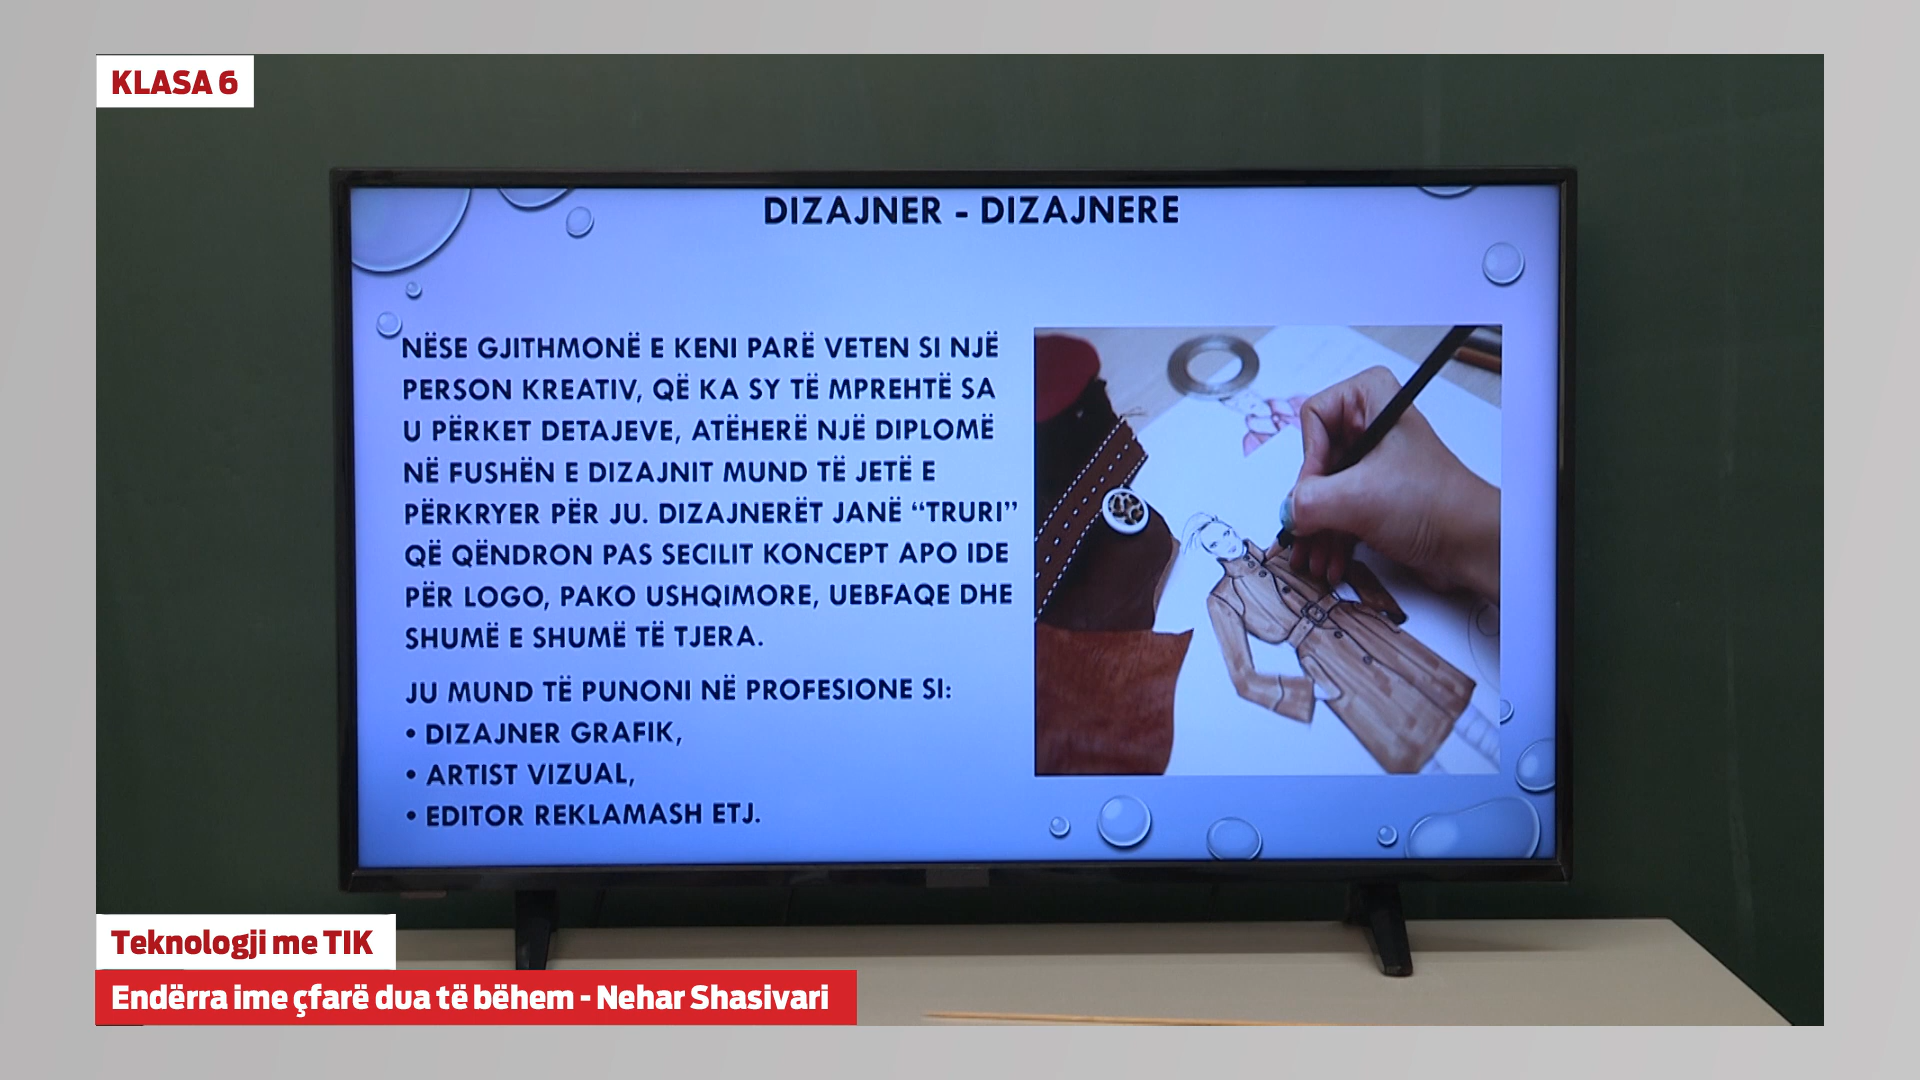 KLASA 6
DIZAJNER - DIZAJNERE
NËSE GJITHMONË E KENI PARË VETEN SI NJË
PERSON KREATIV, QË KA SY TË MPREHTË SA
U PËRKET DETAJEVE, ATËHERË NJË DIPLOMË
NË FUSHËN E DIZAJNIT MUND TË JETË E
PËRKRYER PËR JU. DIZAJNERËT JANË “TRURI”
QË QËNDRON PAS SECILIT KONCEPT APO IDE
PËR LOGO, PAKO USHQIMORE, UEBFAQE DHE
SHUMË E SHUMË TË TJERA.
JU MUND TË PUNONI NË PROFESIONE SI:
• DIZAJNER GRAFIK,
• ARTIST VIZUAL,
• EDITOR REKLAMASH ETJ.
Teknologji me TIK
Endërra ime çfarë dua të bëhem - Nehar Shasivari